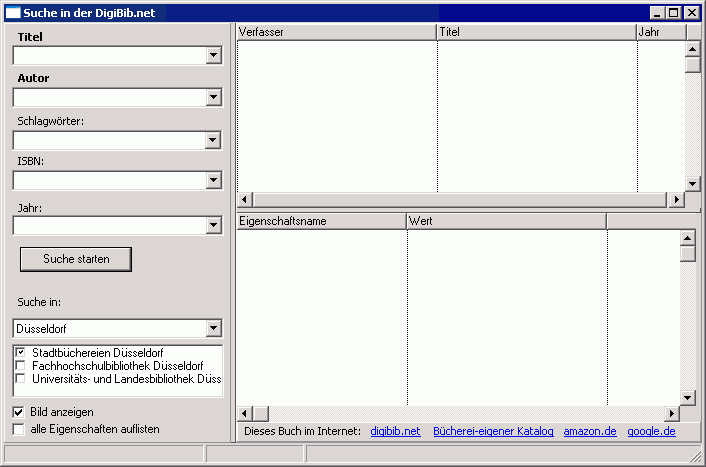 Suche in der DigiBib.net
Titel
Autor
Schlagwörter:
ISBN:
Jahr:
Suche starten
Suche in:
Düsseldorf
Stadtbüchereien Düsseldorf
Fachhochschulbibliothek Düsseldorf
Universitäts- und Landesbibliothek Düss
Bild anzeigen
alle Eigenschaften auflisten
Verfasser Titel Jahr
Eigenschaftsname Wert
Dieses Buch im Internet: digibib.net Bücherei-eigener Katalog amazon.de google.de